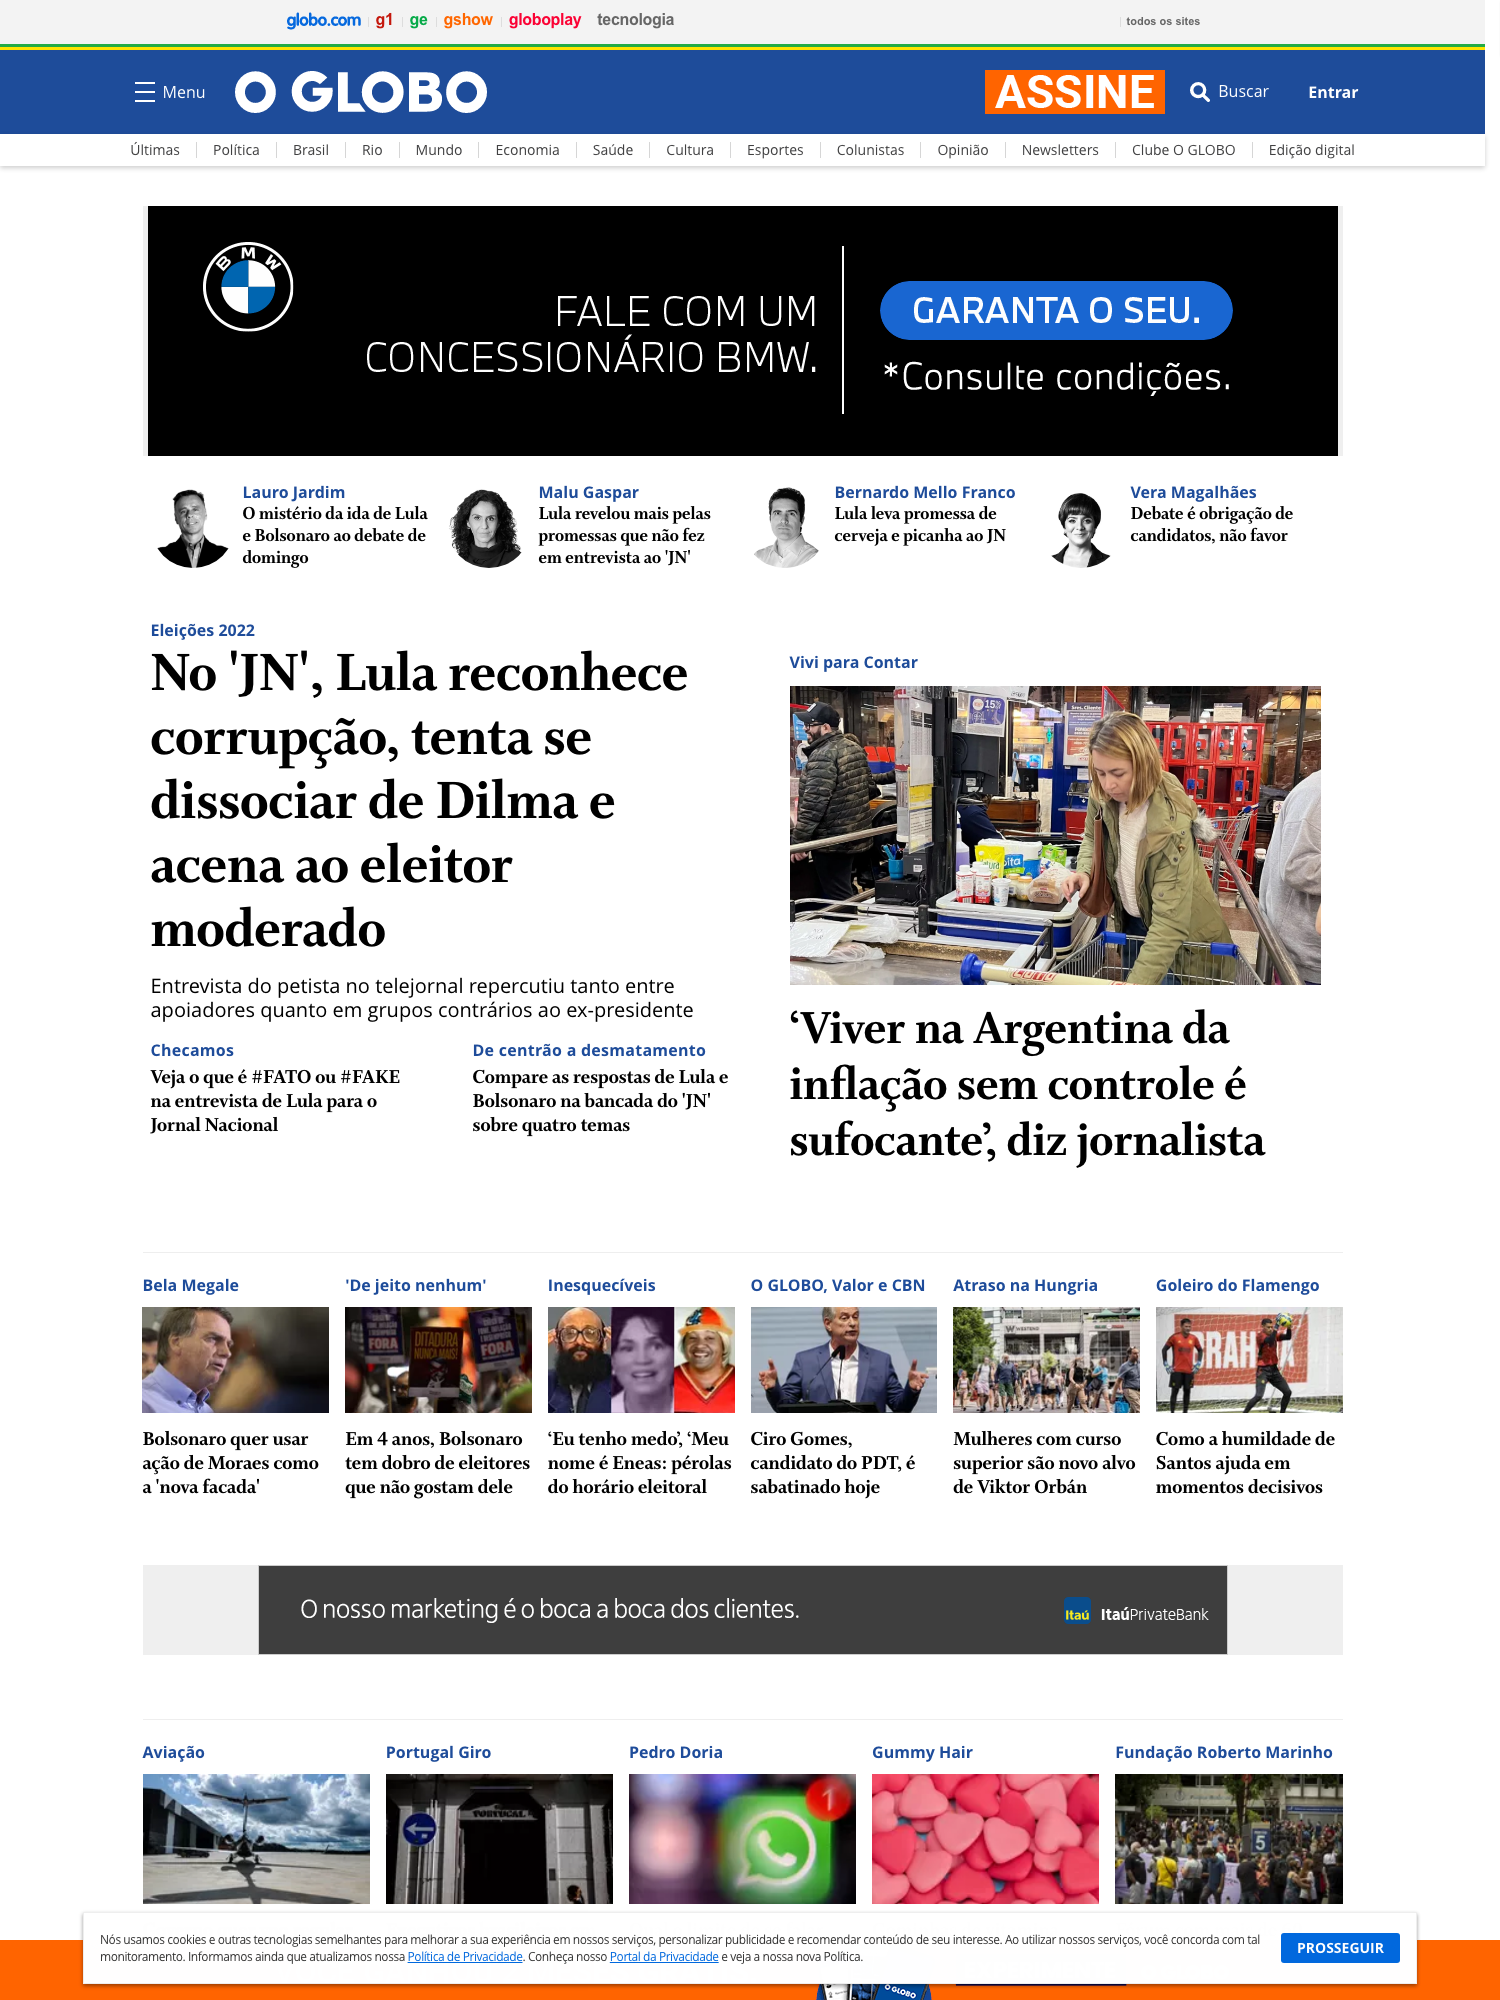 globo.com g1 ge gshow globoplay tecnologia todos os sites
Menu O GLOBO ASSINE Buscar Entrar
Últimas Política Brasil Rio Mundo Economia Saúde Cultura Esportes Colunistas Opinião Newsletters Clube O GLOBO Edição digital
BMW
FALE COM UM
CONCESSIONÁRIO BMW.
GARANTA O SEU.
*Consulte condições.
Lauro Jardim
O mistério da ida de Lula
e Bolsonaro ao debate de
domingo
Malu Gaspar
Lula revelou mais pelas
promessas que não fez
em entrevista ao 'JN'
Bernardo Mello Franco
Lula leva promessa de
cerveja e picanha ao JN
Vera Magalhães
Debate é obrigação de
candidatos, não favor
Eleições 2022
No 'JN', Lula reconhece
corrupção, tenta se
dissociar de Dilma e
acena ao eleitor
moderado
Entrevista do petista no telejornal repercutiu tanto entre
apoiadores quanto em grupos contrários ao ex-presidente
Checamos
Veja o que é #FATO ou #FAKE
na entrevista de Lula para o
Jornal Nacional
De centrão a desmatamento
Compare as respostas de Lula e
Bolsonaro na bancada do 'JN'
sobre quatro temas
Vivi para Contar
15%
COTO
‘Viver na Argentina da
inflação sem controle é
sufocante’, diz jornalista
Bela Megale
Bolsonaro quer usar
ação de Moraes como
a 'nova facada'
'De jeito nenhum'
FORA
DITADURA
NUNCA MAIS!
FORA
Em 4 anos, Bolsonaro
tem dobro de eleitores
que não gostam dele
Inesquecíveis
‘Eu tenho medo’, ‘Meu
nome é Eneas: pérolas
do horário eleitoral
O GLOBO, Valor e CBN
Ciro Gomes,
candidato do PDT, é
sabatinado hoje
Atraso na Hungria
Mulheres com curso
superior são novo alvo
de Viktor Orbán
Goleiro do Flamengo
Como a humildade de
Santos ajuda em
momentos decisivos
O nosso marketing é o boca a boca dos clientes.
Itaú ItaúPrivateBank
Aviação
Portugal Giro
PORTUGAL
Pedro Doria
1
Gummy Hair
Fundação Roberto Marinho
5
Nós usamos cookies e outras tecnologias semelhantes para melhorar a sua experiência em nossos serviços, personalizar publicidade e recomendar conteúdo de seu interesse. Ao utilizar nossos serviços, você concorda com tal
monitoramento. Informamos ainda que atualizamos nossa Política de Privacidade. Conheça nosso Portal da Privacidade e veja a nossa nova Política.
PROSSEGUIR
O GLOBO